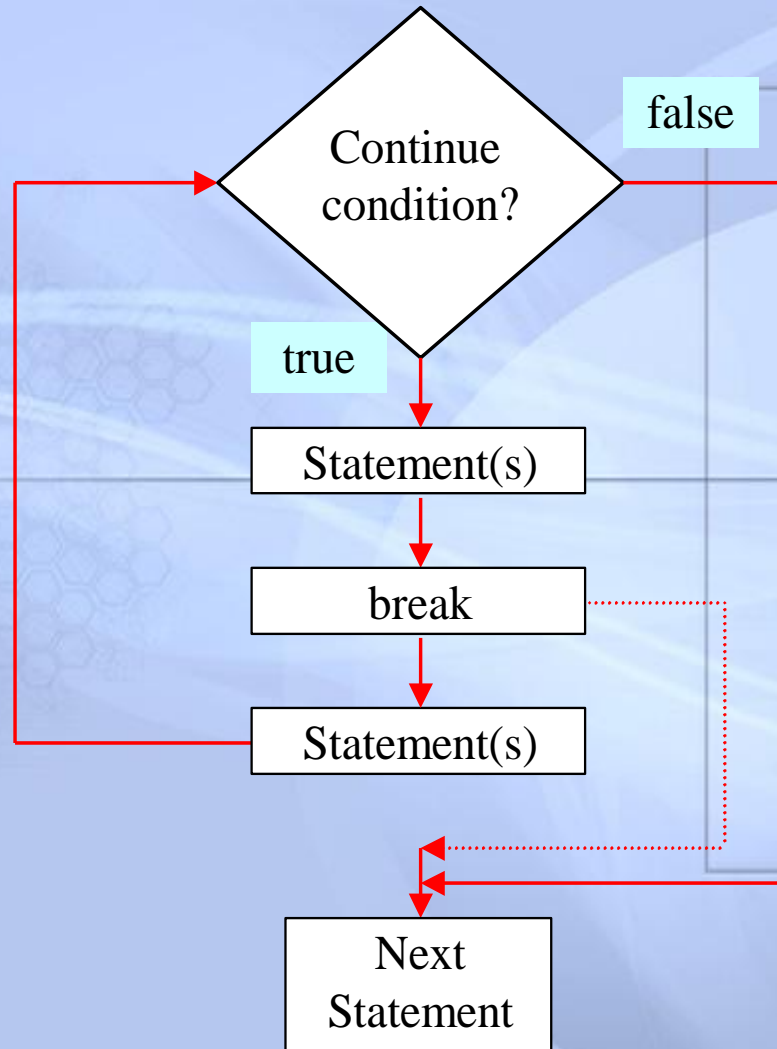 Continue
condition?
false
true
Statement(s)
break
Statement(s)
Next
Statement